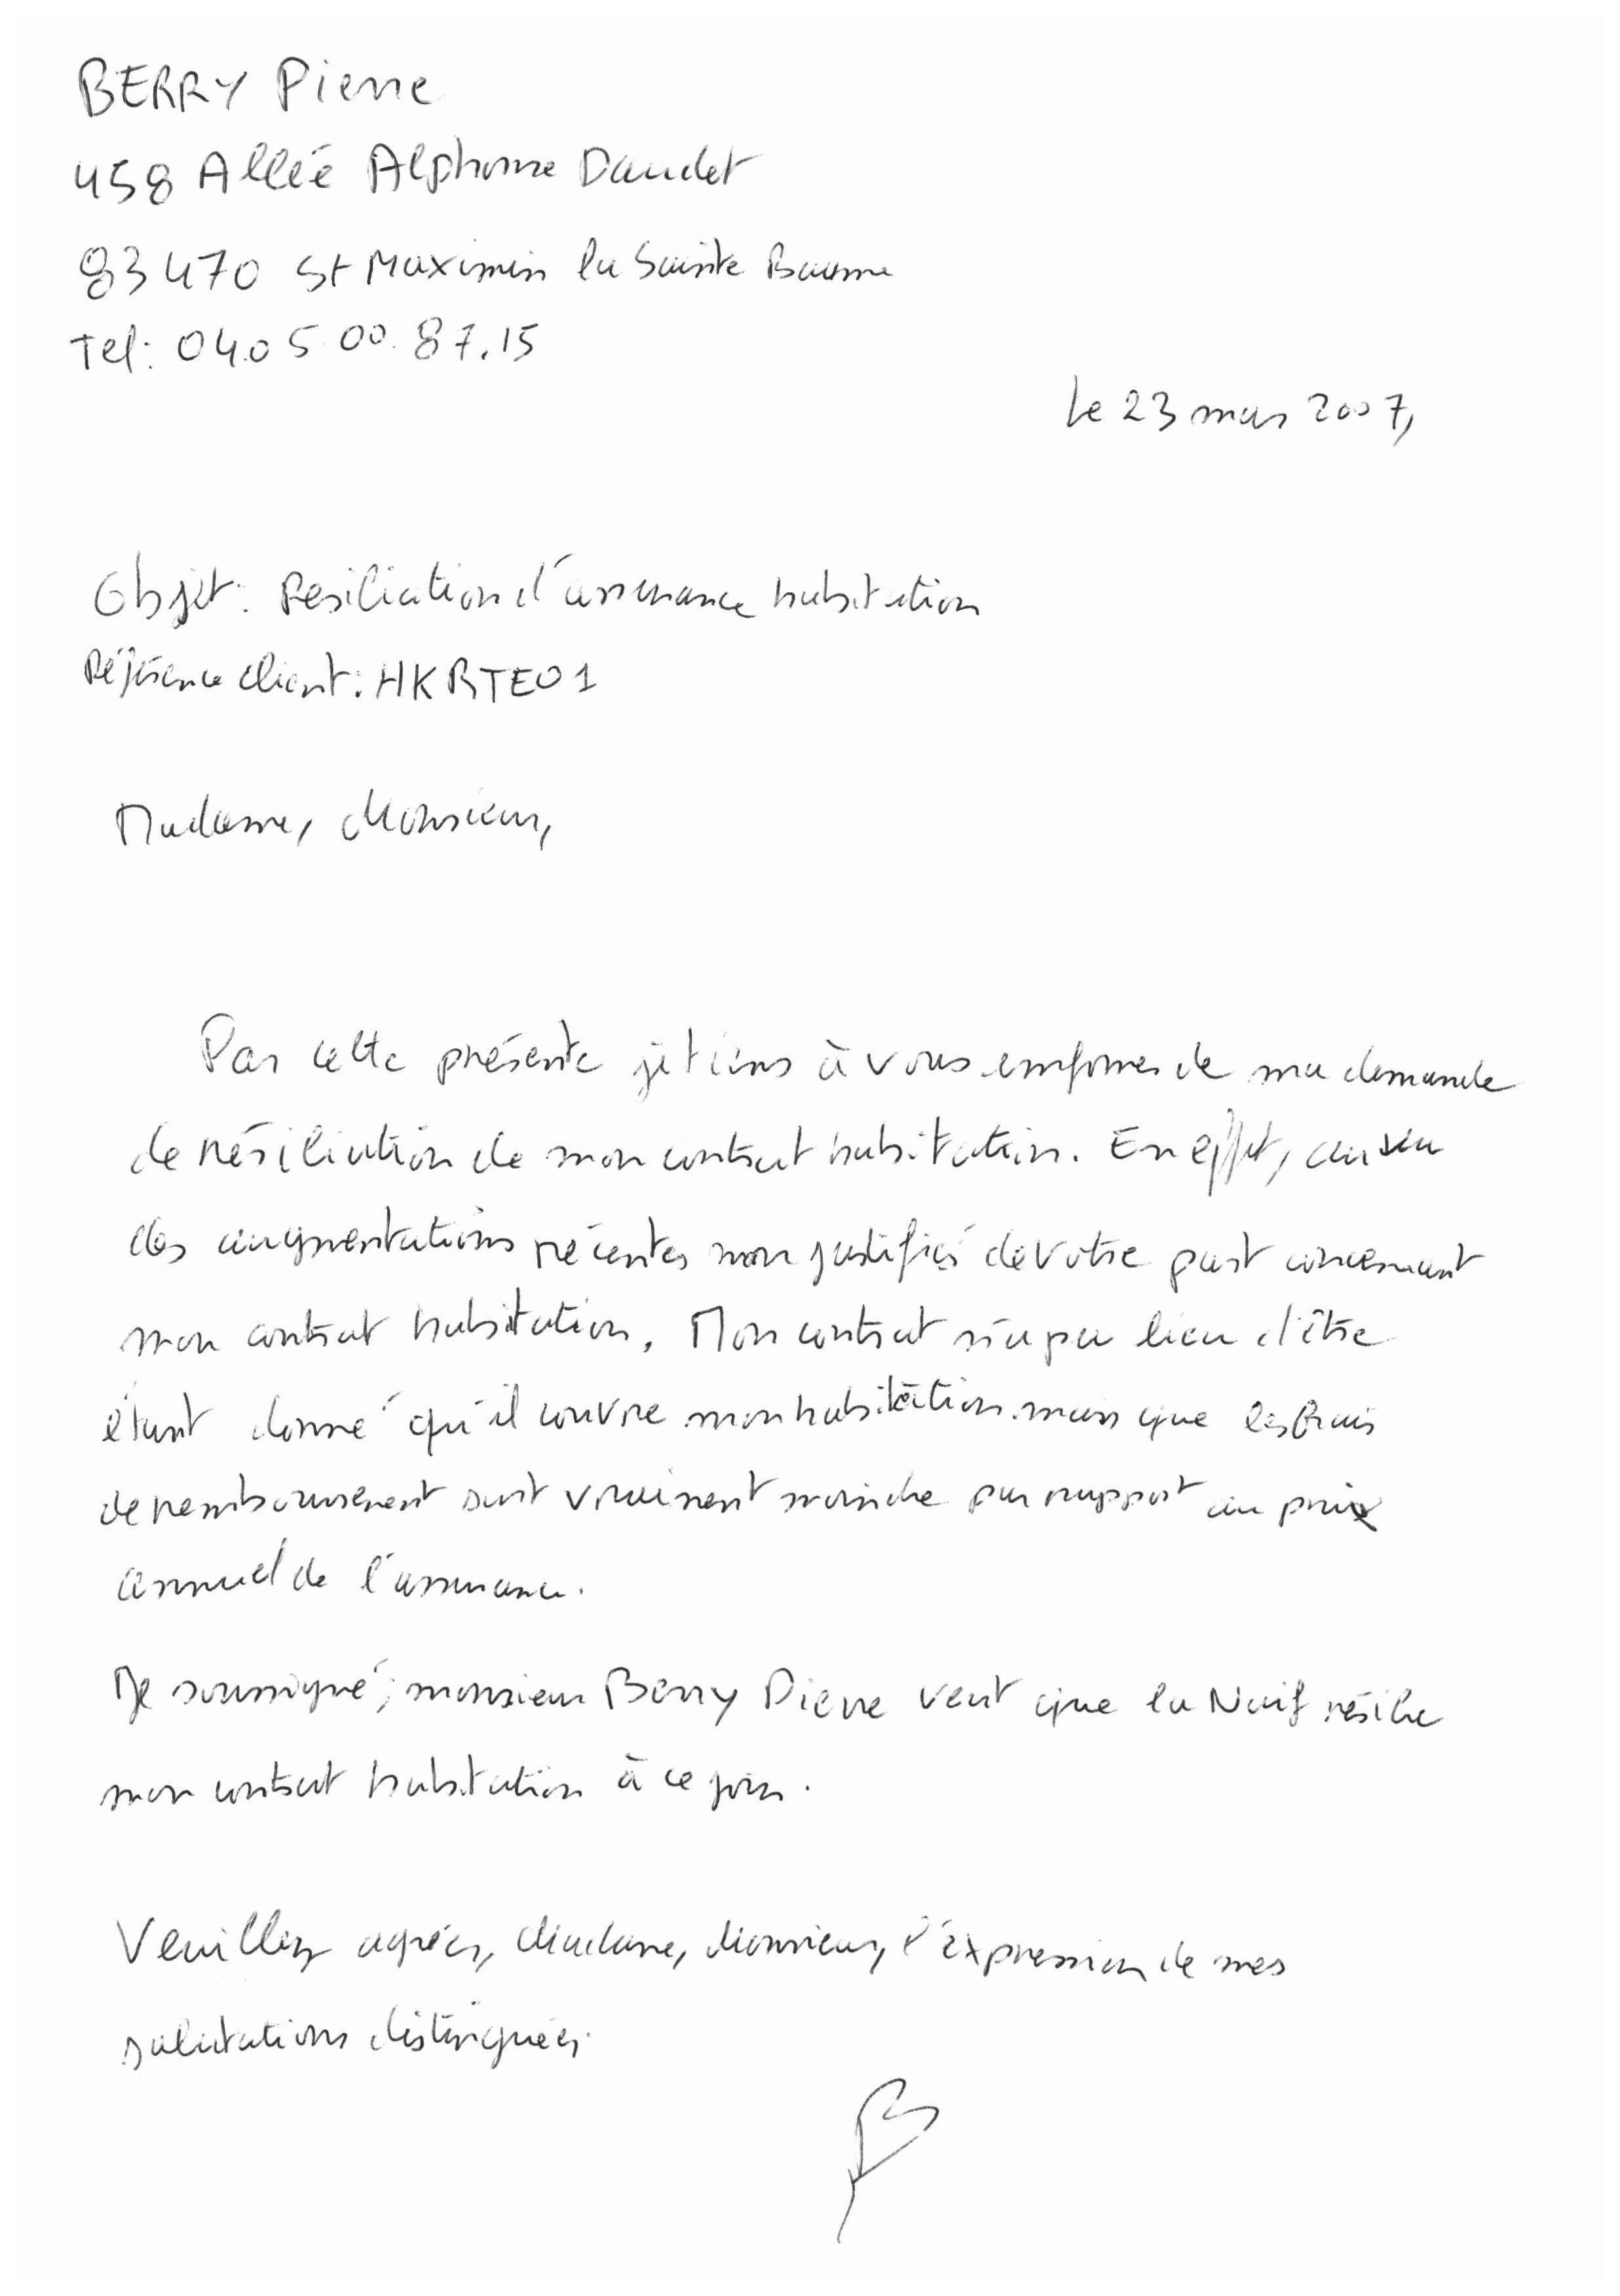 BERRY Pierre
458 Allée Alphonse Daudet
83470 St Maximin la Sainte Baume
Tel: 04.05.00.87.15
Le 23 mars 2007,
Objet: Résiliation d'assurance habitation
Référence client: HKRTE01
Madame, Monsieur,
Par cette présente je tiens à vous emformer de ma demande
de résiliation de mon contrat habitation. En effet, au vu
des augmentations récentes non justifiés de votre part concernant
mon contrat habitation. Mon contrat n'a pu lieu d'être
étant donné qu'il couvre mon habitation mais que les frais
de remboursement sont vraiment moindre par rapport au prix
annuel de l'assurance.
Je soussigné, monsieur Berry Pierre veut que la Naif résilie
mon contrat habitation à ce jour.
Veuillez agréer, Madame, Monsieur, l'expression de mes
salutations distinguées.